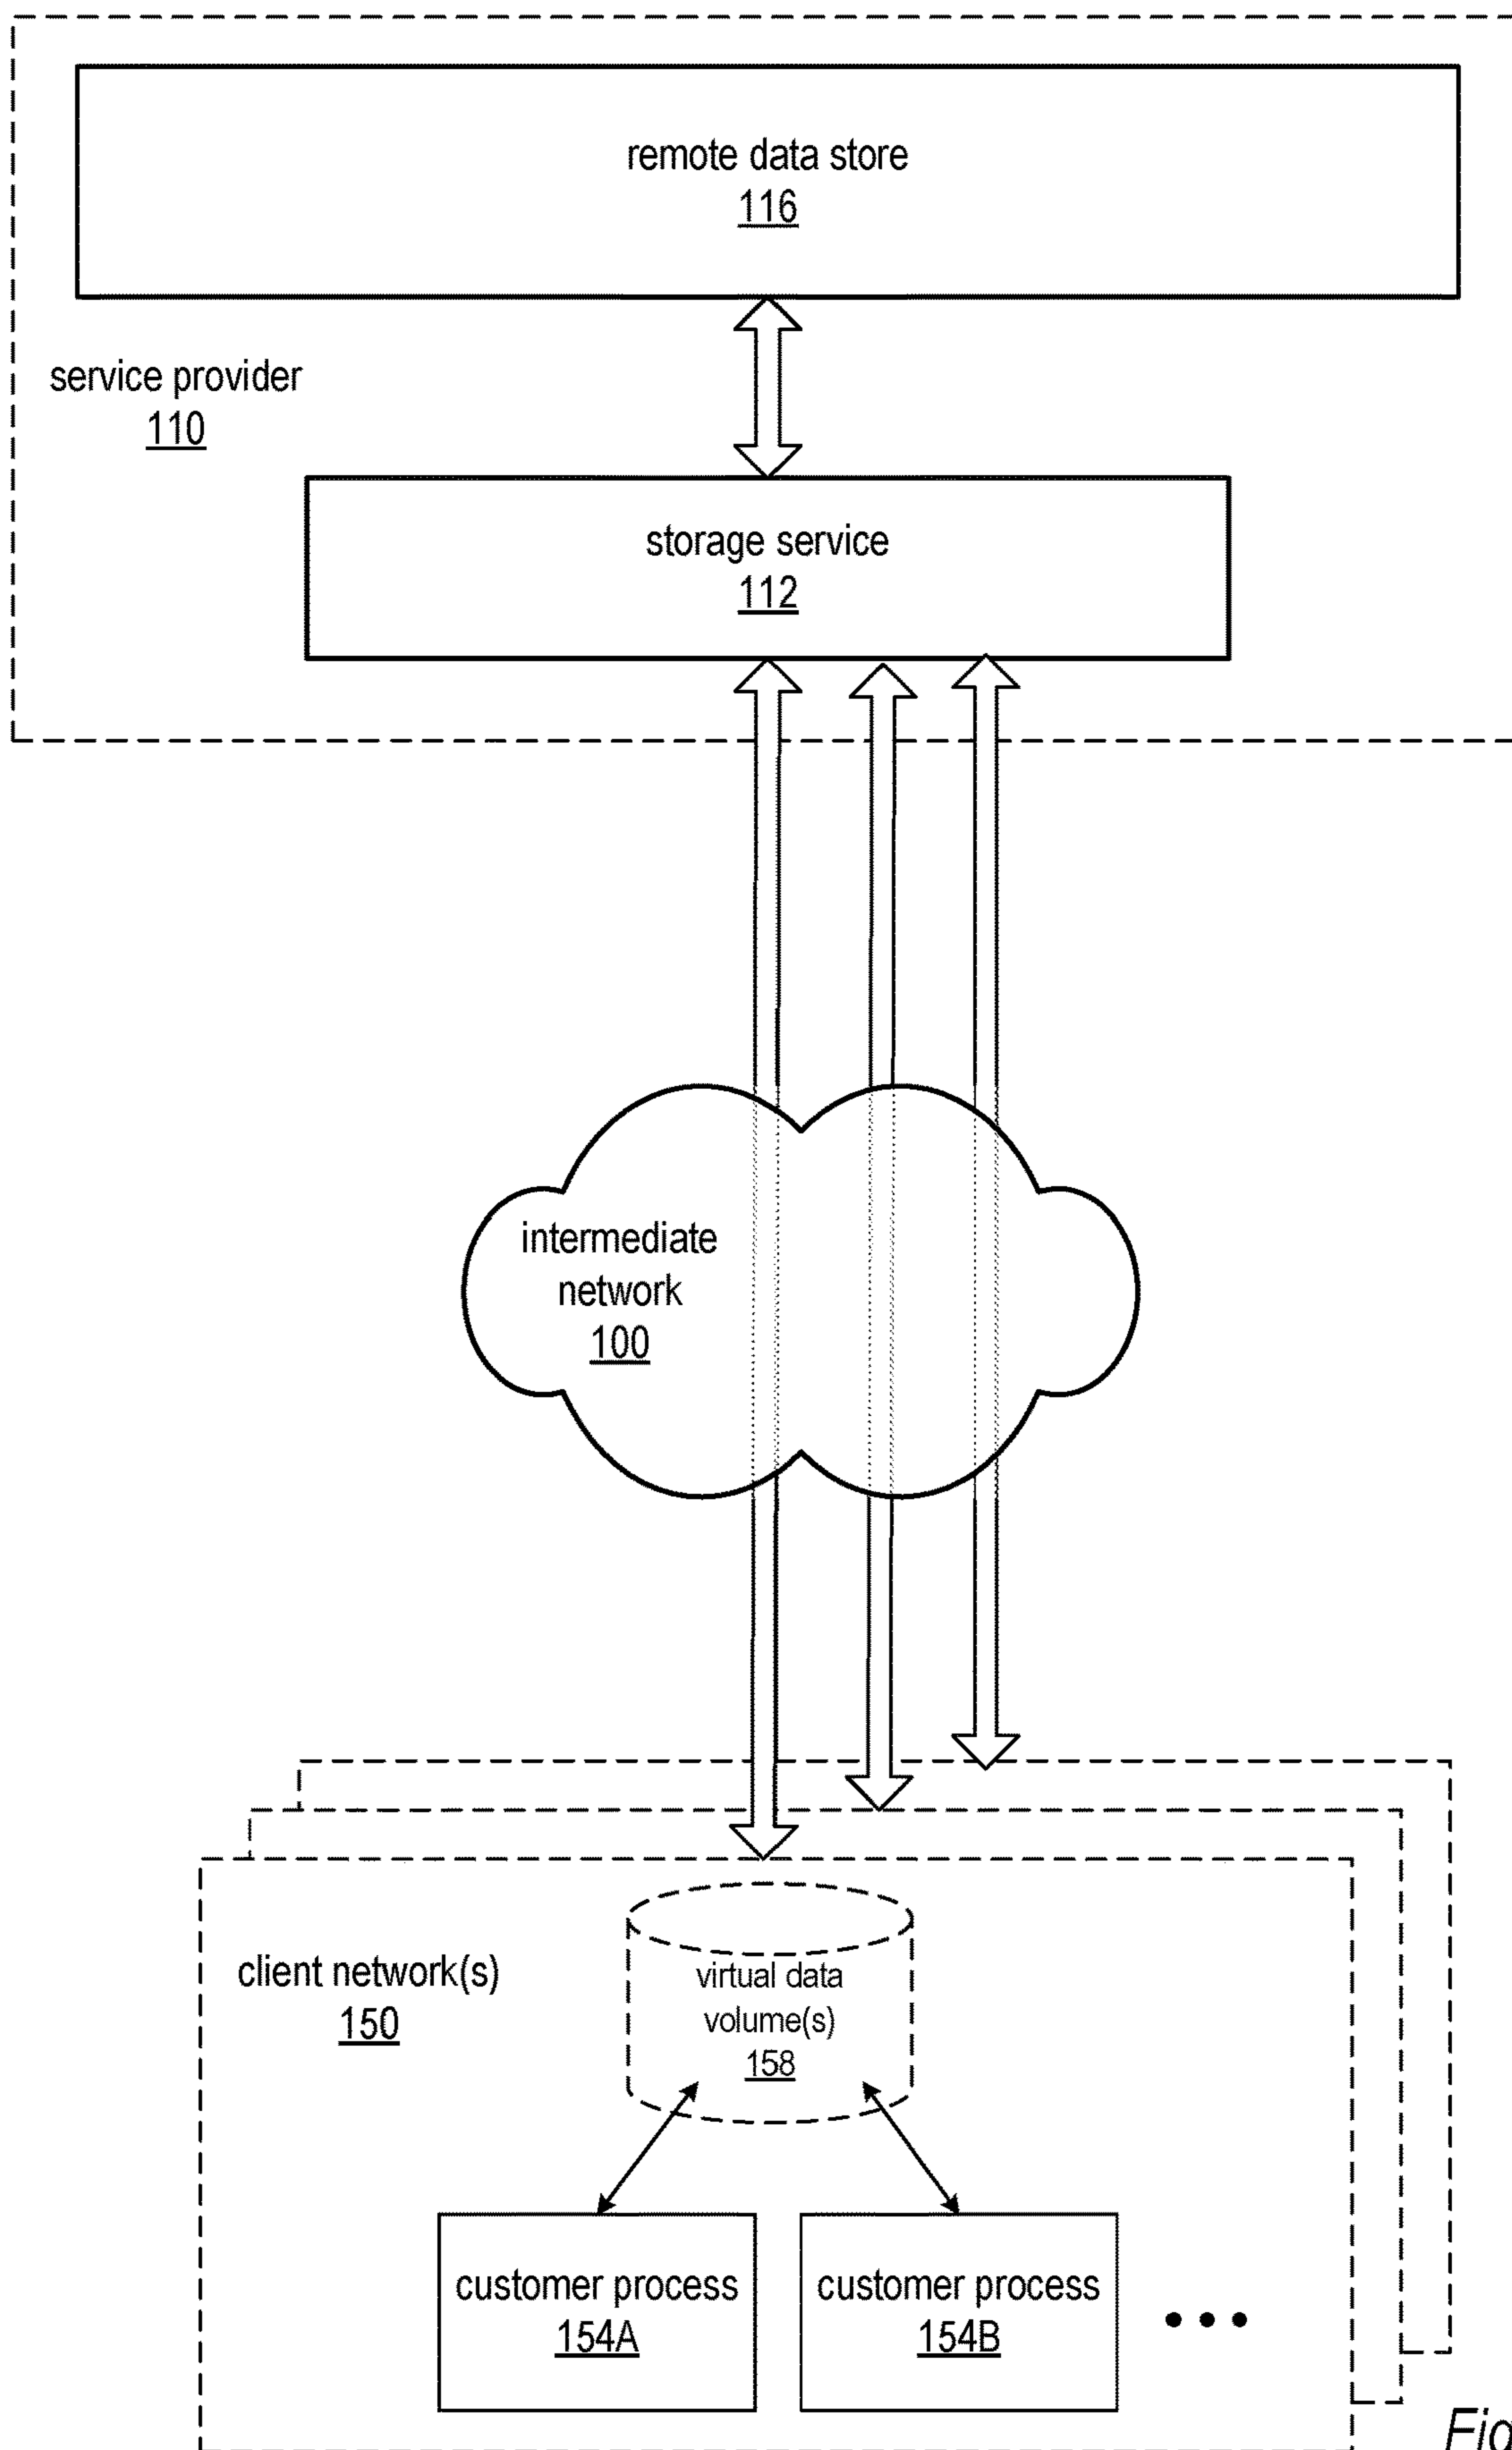 remote data store
116
service provider
110
storage service
112
intermediate
network
100
client network(s)
150
virtual data
volume(s)
158
customer process
154A
customer process
154B
Fig